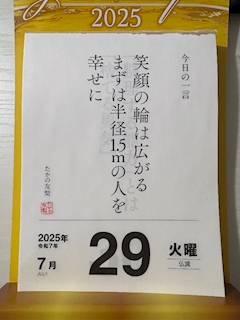 2025
今日の一言
笑顔の輪は広がる
まずは半径1.5mの人を
幸せに
たかの友梨
2025年
令和7年
7月
JULY
29
火曜
仏滅